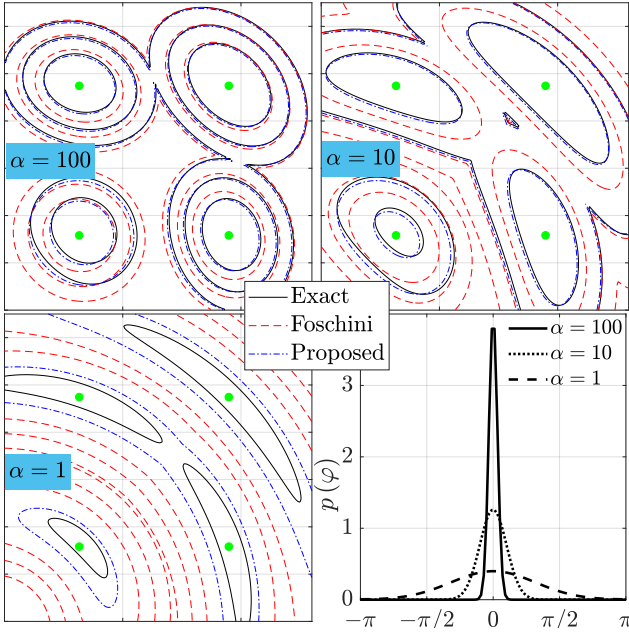 α = 100
α = 10
Exact
Foschini
Proposed
α = 1
α = 100
α = 10
α = 1
p(φ)
3
2
1
0
−π
−π/2
0
π/2
π